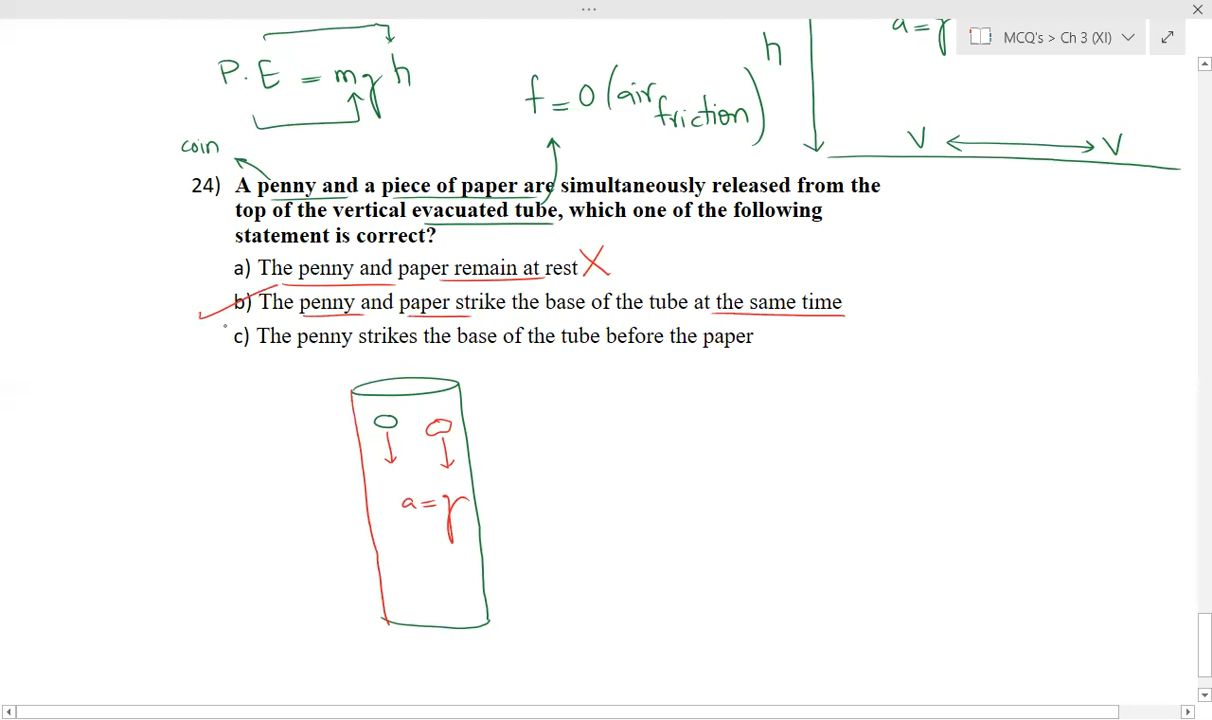 MCQ's > Ch 3 (XI)
a = g
h
P.E = mgh
f = 0 (air friction)
V V
coin
24) A penny and a piece of paper are simultaneously released from the
top of the vertical evacuated tube, which one of the following
statement is correct?
a) The penny and paper remain at rest
b) The penny and paper strike the base of the tube at the same time
c) The penny strikes the base of the tube before the paper
a = g